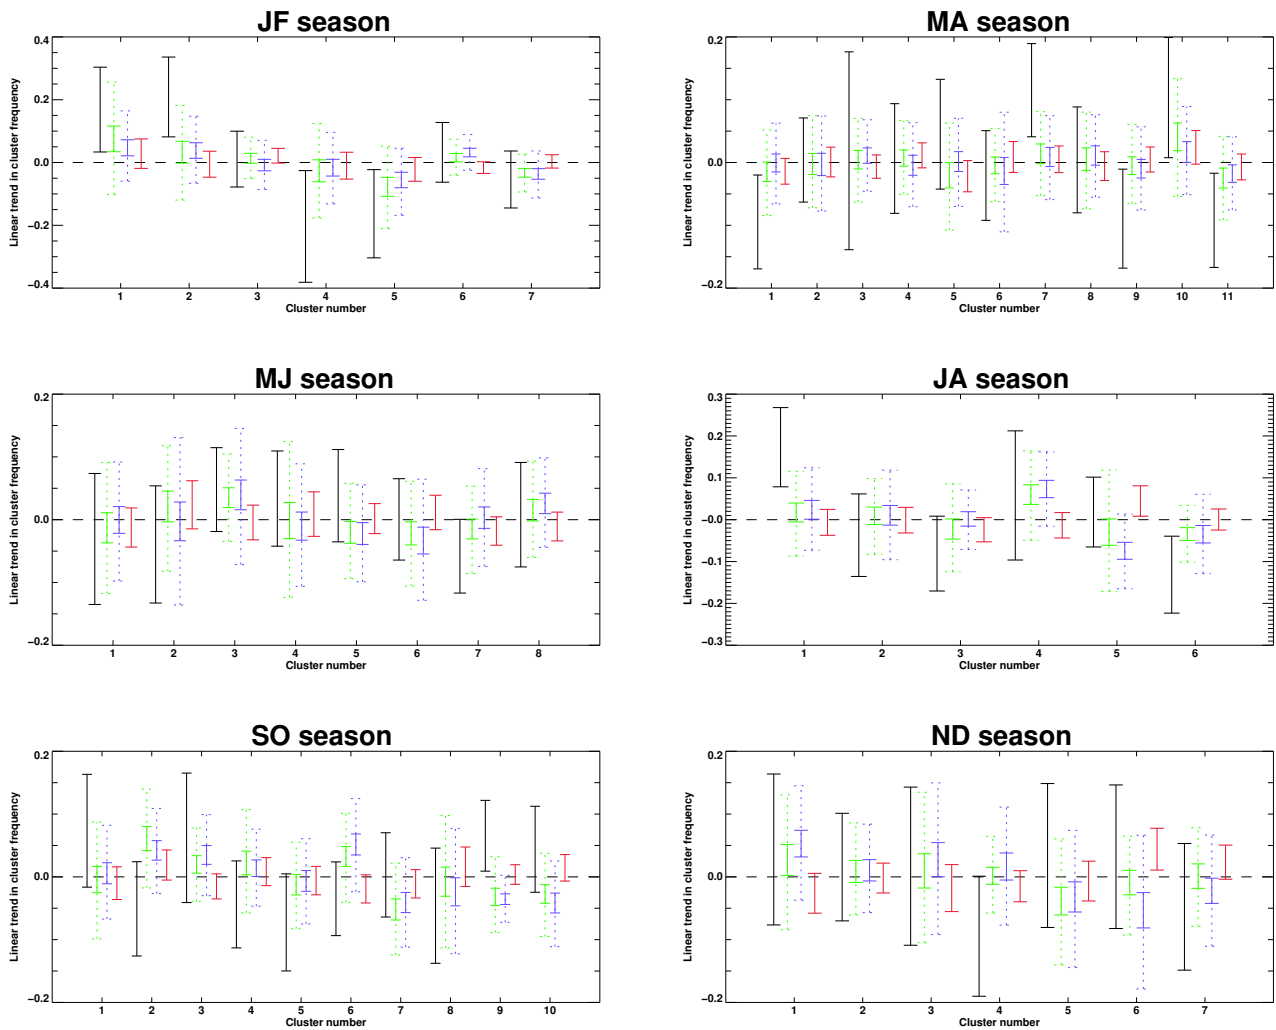 JF season
Linear trend in cluster frequency
0.4
0.2
0.0
−0.2
−0.4
1 2 3 4 5 6 7
Cluster number
MA season
Linear trend in cluster frequency
0.2
0.0
−0.2
1 2 3 4 5 6 7 8 9 10 11
Cluster number
MJ season
Linear trend in cluster frequency
0.2
0.0
−0.2
1 2 3 4 5 6 7 8
Cluster number
JA season
Linear trend in cluster frequency
0.3
0.2
0.1
−0.0
−0.1
−0.2
−0.3
1 2 3 4 5 6
Cluster number
SO season
Linear trend in cluster frequency
0.2
0.0
−0.2
1 2 3 4 5 6 7 8 9 10
Cluster number
ND season
Linear trend in cluster frequency
0.2
0.0
−0.2
1 2 3 4 5 6 7
Cluster number